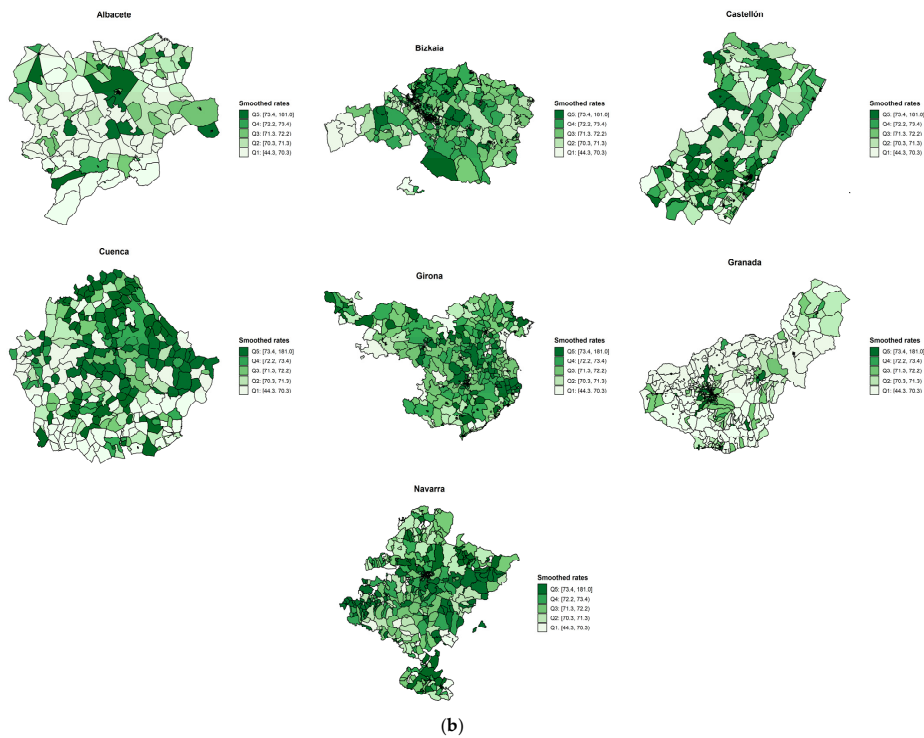 Albacete
Smoothed rates
Q5: [73.4, 181.0]
Q4: [72.2, 73.4)
Q3: [71.3, 72.2)
Q2: [70.3, 71.3)
Q1: [44.3, 70.3)
Bizkaia
Smoothed rates
Q5: [73.4, 181.0]
Q4: [72.2, 73.4)
Q3: [71.3, 72.2)
Q2: [70.3, 71.3)
Q1: [44.3, 70.3)
Castellón
Smoothed rates
Q5: [73.4, 181.0]
Q4: [72.2, 73.4)
Q3: [71.3, 72.2)
Q2: [70.3, 71.3)
Q1: [44.3, 70.3)
Cuenca
Smoothed rates
Q5: [73.4, 181.0]
Q4: [72.2, 73.4)
Q3: [71.3, 72.2)
Q2: [70.3, 71.3)
Q1: [44.3, 70.3)
Girona
Smoothed rates
Q5: [73.4, 181.0]
Q4: [72.2, 73.4)
Q3: [71.3, 72.2)
Q2: [70.3, 71.3)
Q1: [44.3, 70.3)
Granada
Smoothed rates
Q5: [73.4, 181.0]
Q4: [72.2, 73.4)
Q3: [71.3, 72.2)
Q2: [70.3, 71.3)
Q1: [44.3, 70.3)
Navarra
Smoothed rates
Q5: [73.4, 181.0]
Q4: [72.2, 73.4)
Q3: [71.3, 72.2)
Q2: [70.3, 71.3)
Q1: [44.3, 70.3)
(b)